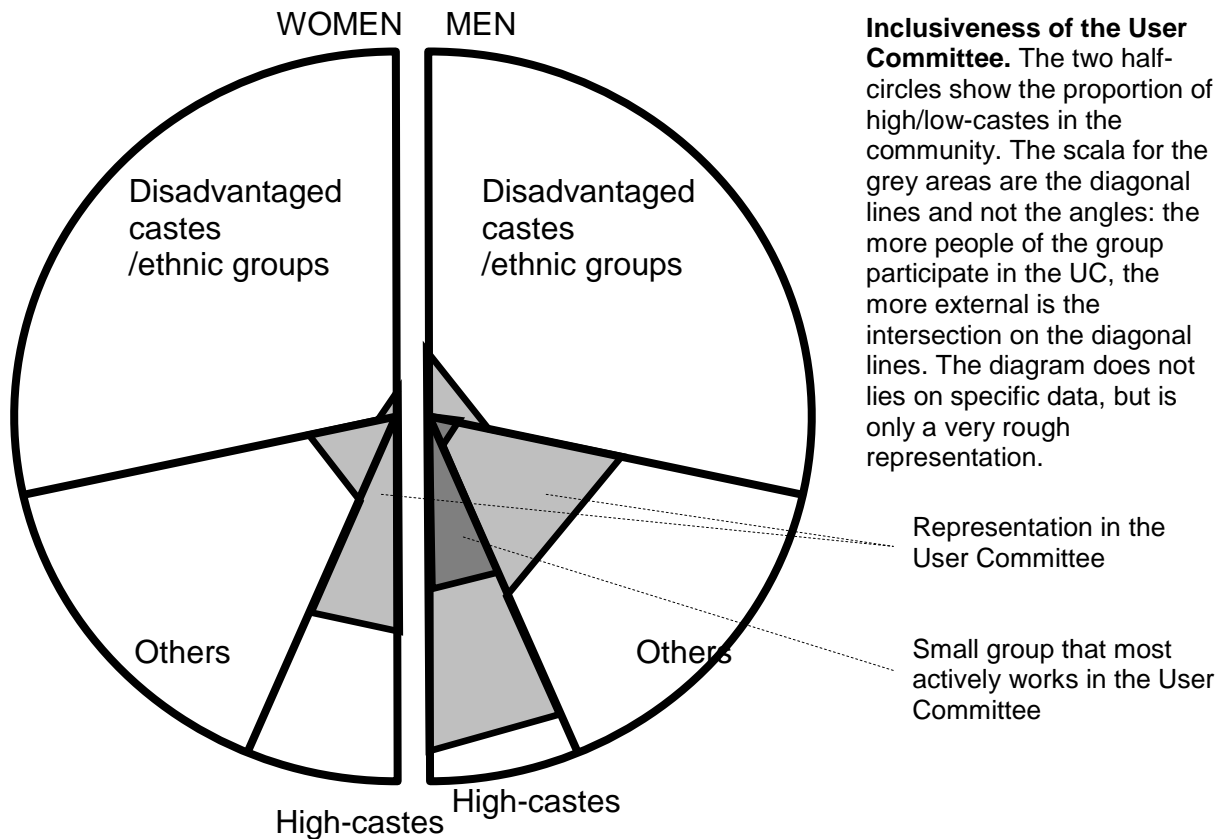 WOMEN MEN
Disadvantaged
castes
/ethnic groups
Disadvantaged
castes
/ethnic groups
Others
Others
High-castes
High-castes
Inclusiveness of the User
Committee. The two half-
circles show the proportion of
high/low-castes in the
community. The scala for the
grey areas are the diagonal
lines and not the angles: the
more people of the group
participate in the UC, the
more external is the
intersection on the diagonal
lines. The diagram does not
lies on specific data, but is
only a very rough
representation.
Representation in the
User Committee
Small group that most
actively works in the User
Committee